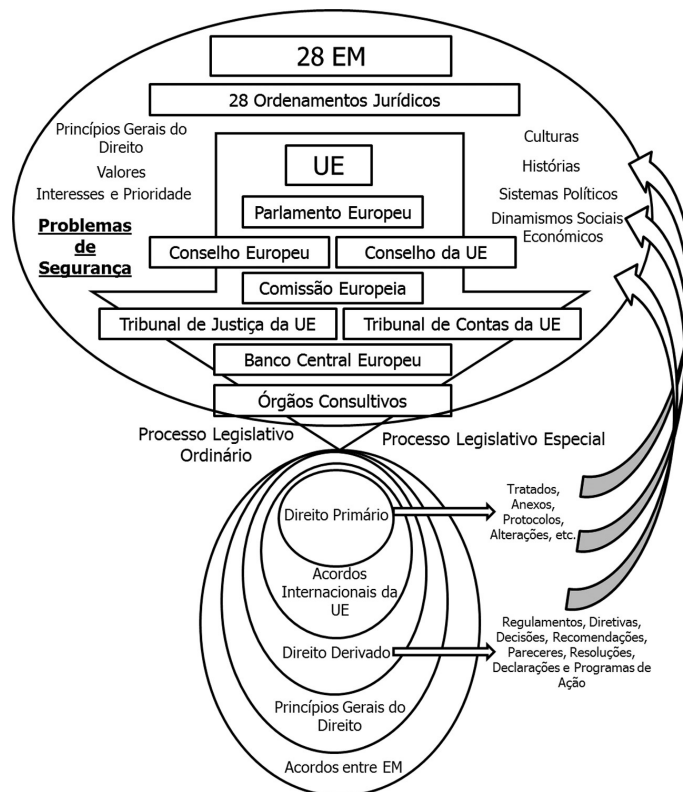 28 EM
28 Ordenamentos Jurídicos
Princípios Gerais do
Direito
Valores
Interesses e Prioridade
Problemas
de
Segurança
Culturas
Histórias
Sistemas Políticos
Dinamismos Sociais
Económicos
UE
Parlamento Europeu
Conselho Europeu
Conselho da UE
Comissão Europeia
Tribunal de Justiça da UE
Tribunal de Contas da UE
Banco Central Europeu
Órgãos Consultivos
Processo Legislativo
Ordinário
Processo Legislativo Especial
Direito Primário
Tratados,
Anexos,
Protocolos,
Alterações, etc.
Acordos
Internacionais da
UE
Direito Derivado
Regulamentos, Diretivas,
Decisões, Recomendações,
Pareceres, Resoluções,
Declarações e Programas de
Ação
Princípios Gerais do
Direito
Acordos entre EM